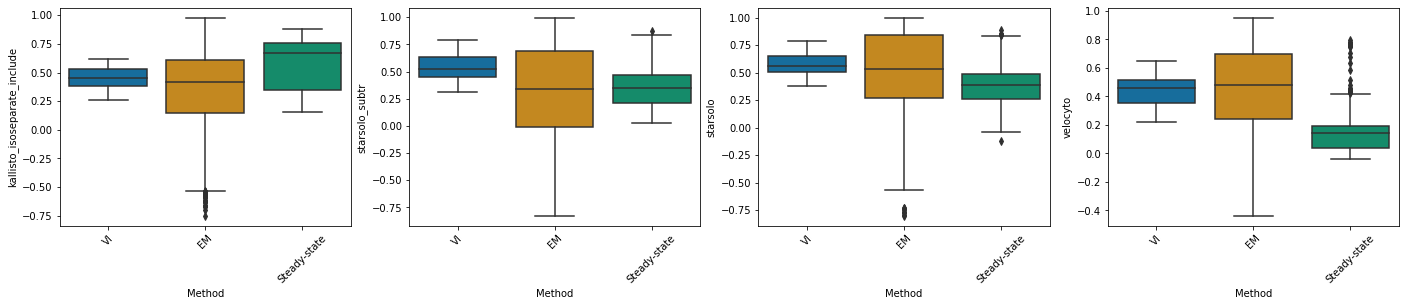 kallisto_isoseparate_include
1.00
0.75
0.50
0.25
0.00
−0.25
−0.50
−0.75
VI
EM
Steady-state
Method
starsolo_subtr
1.00
0.75
0.50
0.25
0.00
−0.25
−0.50
−0.75
VI
EM
Steady-state
Method
starsolo
1.00
0.75
0.50
0.25
0.00
−0.25
−0.50
−0.75
VI
EM
Steady-state
Method
velocyto
1.0
0.8
0.6
0.4
0.2
0.0
−0.2
−0.4
VI
EM
Steady-state
Method